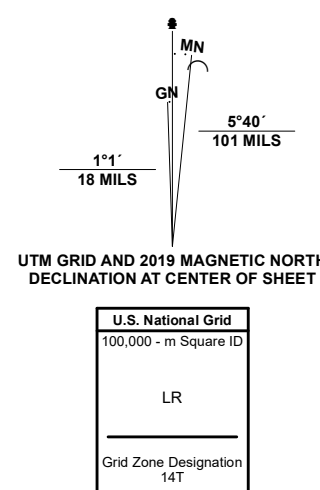 MN
GN
5°40´
101 MILS
1°1´
18 MILS
UTM GRID AND 2019 MAGNETIC NORTH
DECLINATION AT CENTER OF SHEET
U.S. National Grid
100,000 - m Square ID
LR
Grid Zone Designation
14T